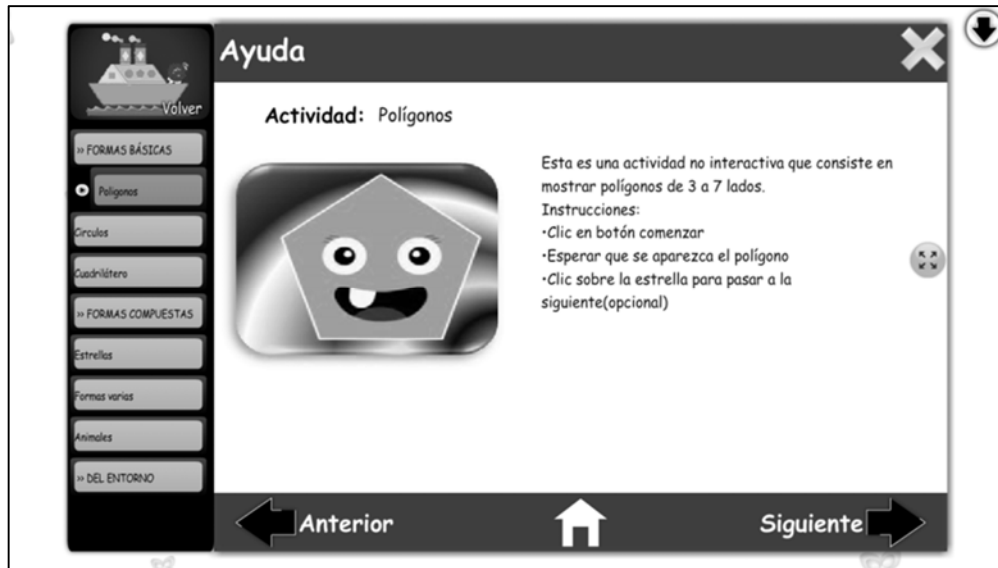 Ayuda
Volver
Actividad: Polígonos
» FORMAS BÁSICAS
Poligonos
Circulos
Cuadrilátero
» FORMAS COMPUESTAS
Estrellas
Formas varias
Animales
» DEL ENTORNO
Esta es una actividad no interactiva que consiste en
mostrar polígonos de 3 a 7 lados.
Instrucciones:
•Clic en botón comenzar
•Esperar que se aparezca el polígono
•Clic sobre la estrella para pasar a la
siguiente(opcional)
Anterior
Siguiente